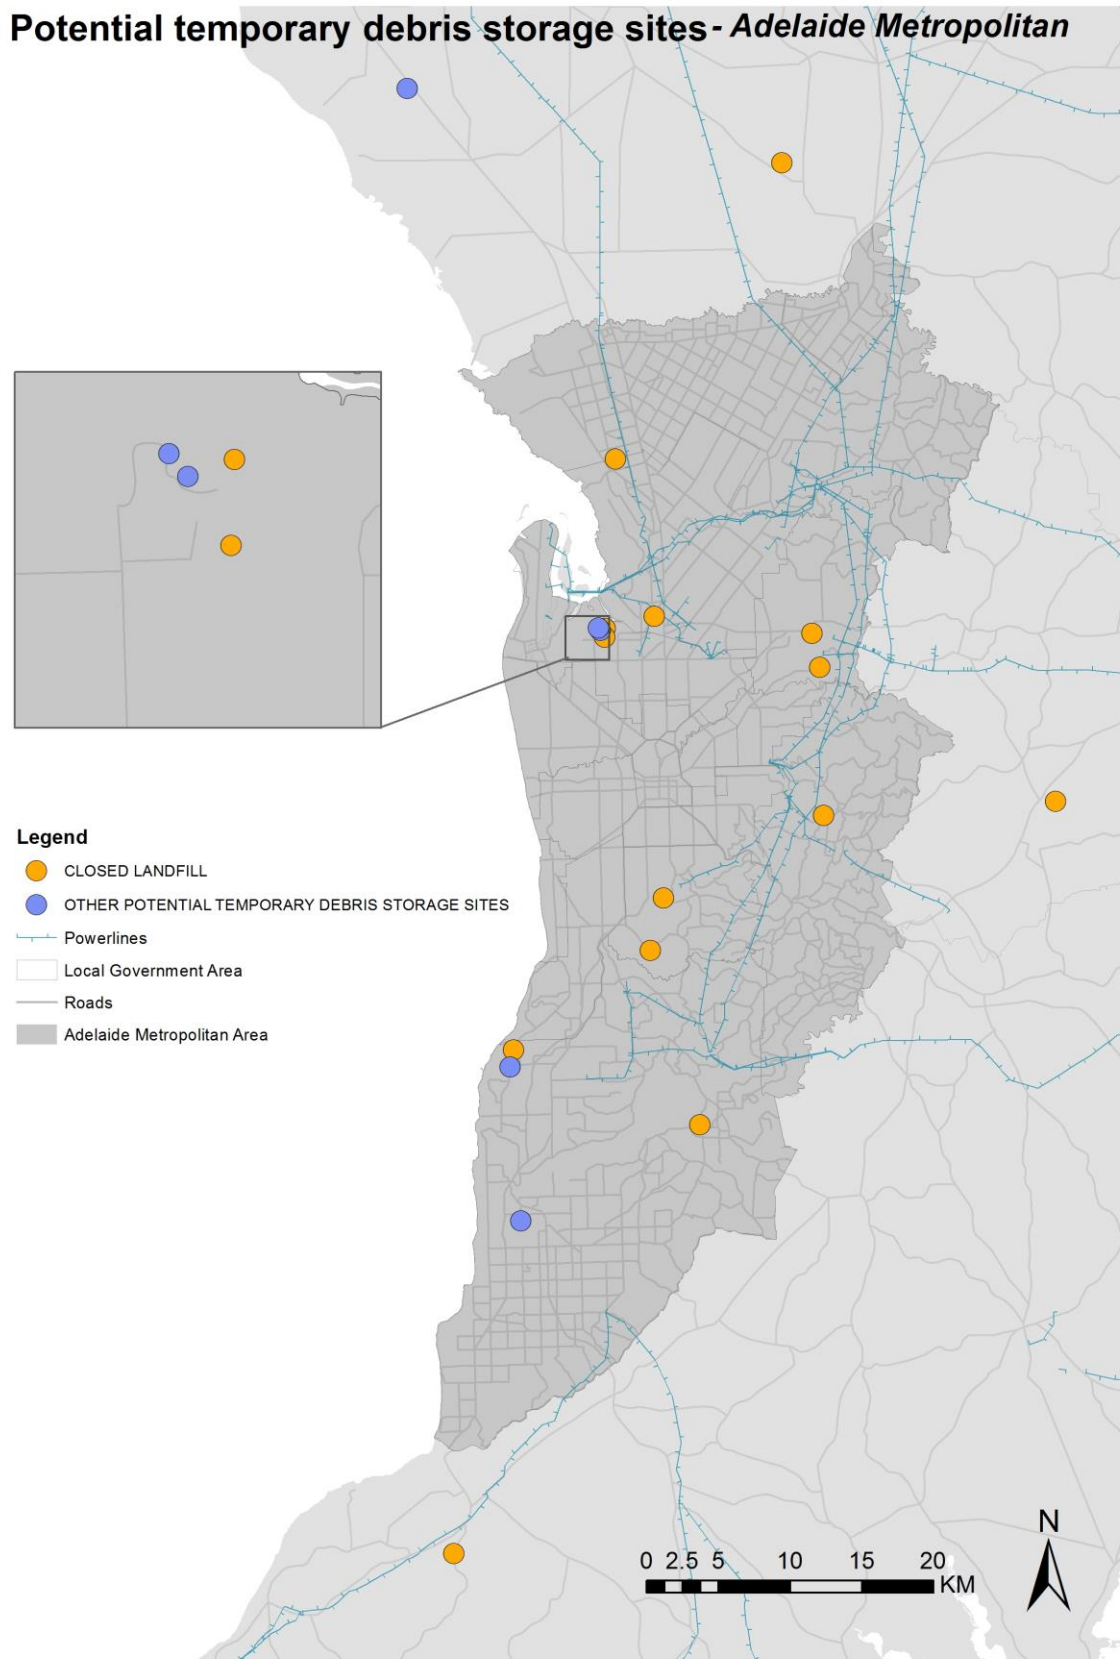 Potential temporary debris storage sites - Adelaide Metropolitan
Legend
CLOSED LANDFILL
OTHER POTENTIAL TEMPORARY DEBRIS STORAGE SITES
Powerlines
Local Government Area
Roads
Adelaide Metropolitan Area
N
0 2.5 5 10 15 20
KM